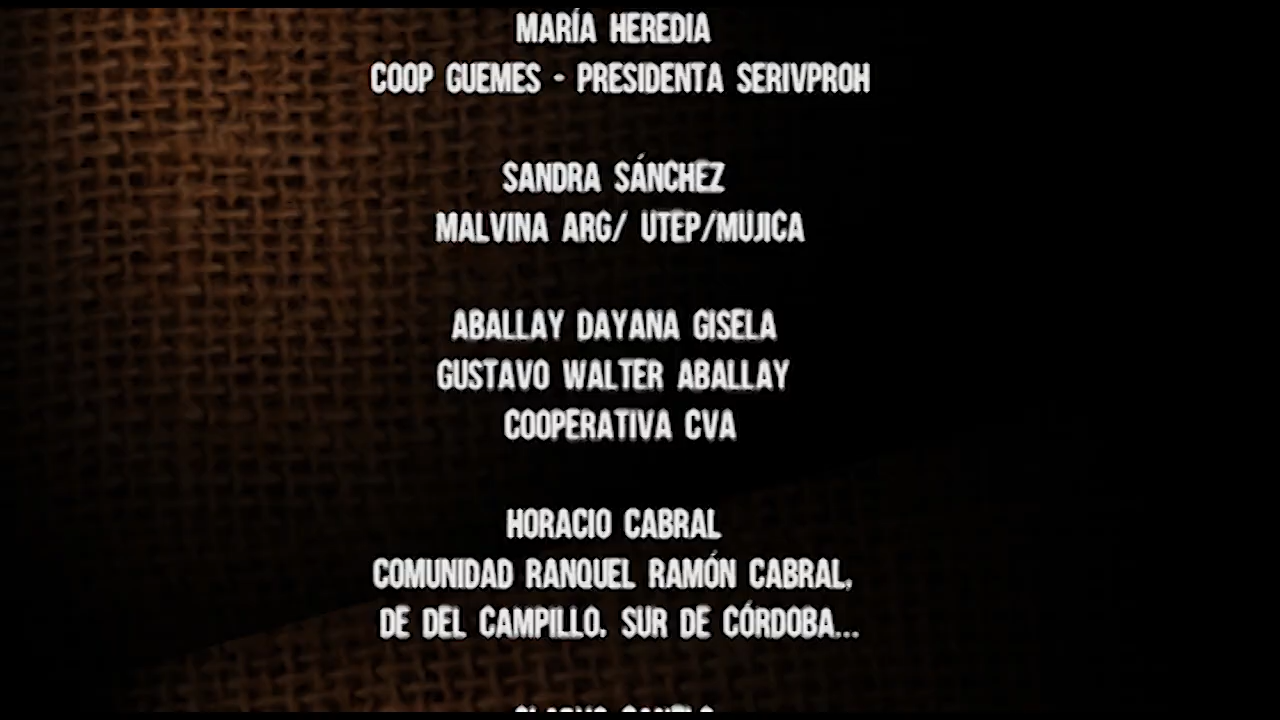 MARÍA HEREDIA
COOP GUEMES - PRESIDENTA SERIVPROH
SANDRA SÁNCHEZ
MALVINA ARG/ UTEP/MUJICA
ABALLAY DAYANA GISELA
GUSTAVO WALTER ABALLAY
COOPERATIVA CVA
HORACIO CABRAL
COMUNIDAD RANQUEL RAMÓN CABRAL,
DE DEL CAMPILLO. SUR DE CÓRDOBA...